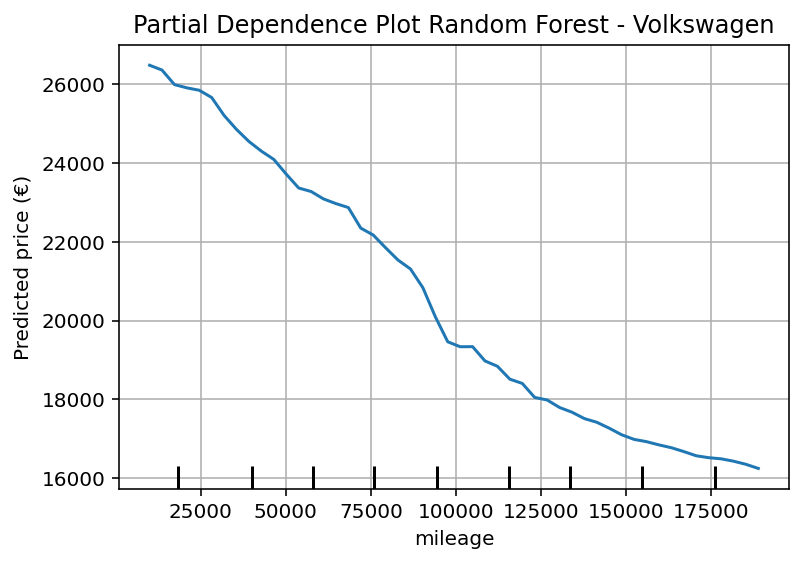 Partial Dependence Plot Random Forest - Volkswagen
Predicted price (€)
26000
24000
22000
20000
18000
16000
25000 50000 75000 100000 125000 150000 175000
mileage